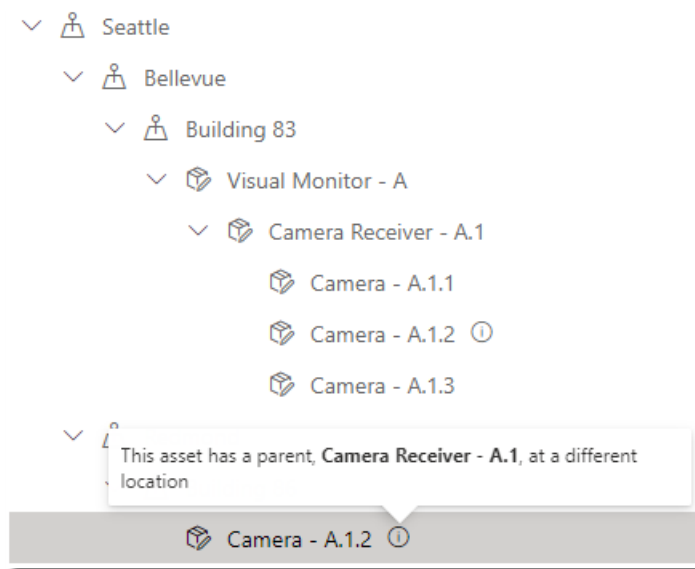 Seattle
Bellevue
Building 83
Visual Monitor - A
Camera Receiver - A.1
Camera - A.1.1
Camera - A.1.2
Camera - A.1.3
This asset has a parent, Camera Receiver - A.1, at a different
location
Camera - A.1.2